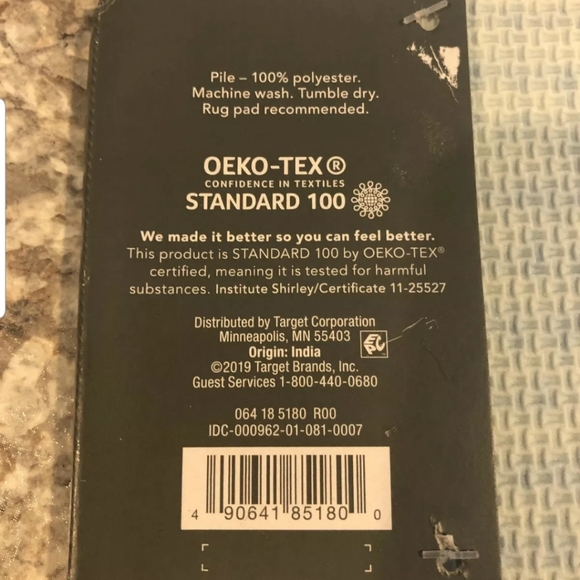 Pile – 100% polyester.
Machine wash. Tumble dry.
Rug pad recommended.
OEKO-TEX®
CONFIDENCE IN TEXTILES
STANDARD 100
We made it better so you can feel better.
This product is STANDARD 100 by OEKO-TEX®
certified, meaning it is tested for harmful
substances. Institute Shirley/Certificate 11-25527
Distributed by Target Corporation
Minneapolis, MN 55403
EPC
Origin: India
©2019 Target Brands, Inc.
Guest Services 1-800-440-0680
064 18 5180 R00
IDC-000962-01-081-0007
4 90641 85180 0